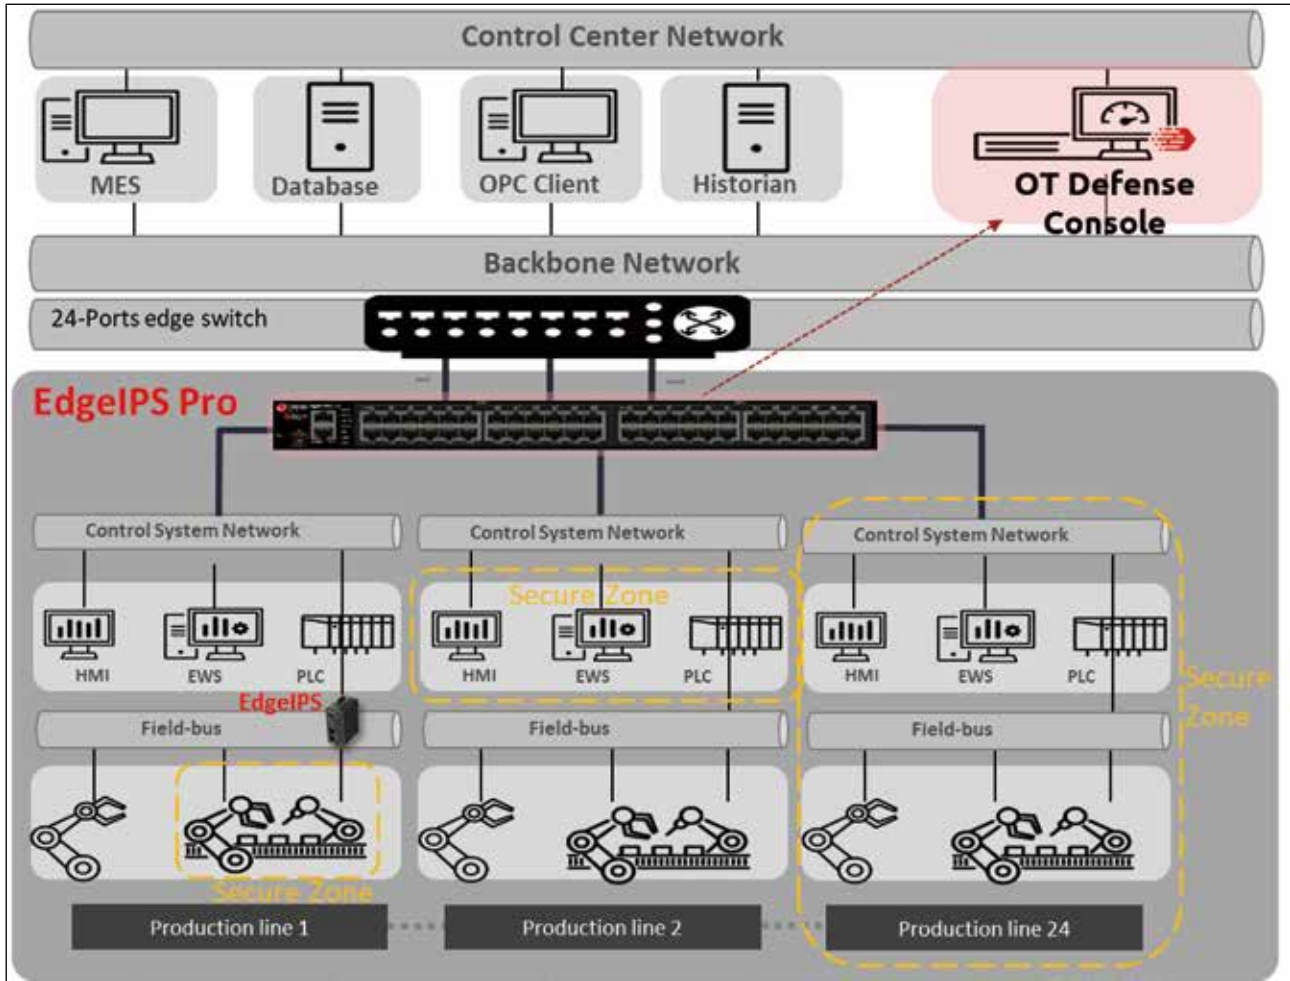 Control Center Network
MES
Database
OPC Client
Historian
OT Defense
Console
Backbone Network
24-Ports edge switch
EdgeIPS Pro
Control System Network
Control System Network
Control System Network
Secure Zone
HMI
EWS
PLC
HMI
EWS
PLC
HMI
EWS
PLC
Secure
Zone
EdgeIPS
Field-bus
Field-bus
Field-bus
Secure Zone
Production line 1
Production line 2
Production line 24